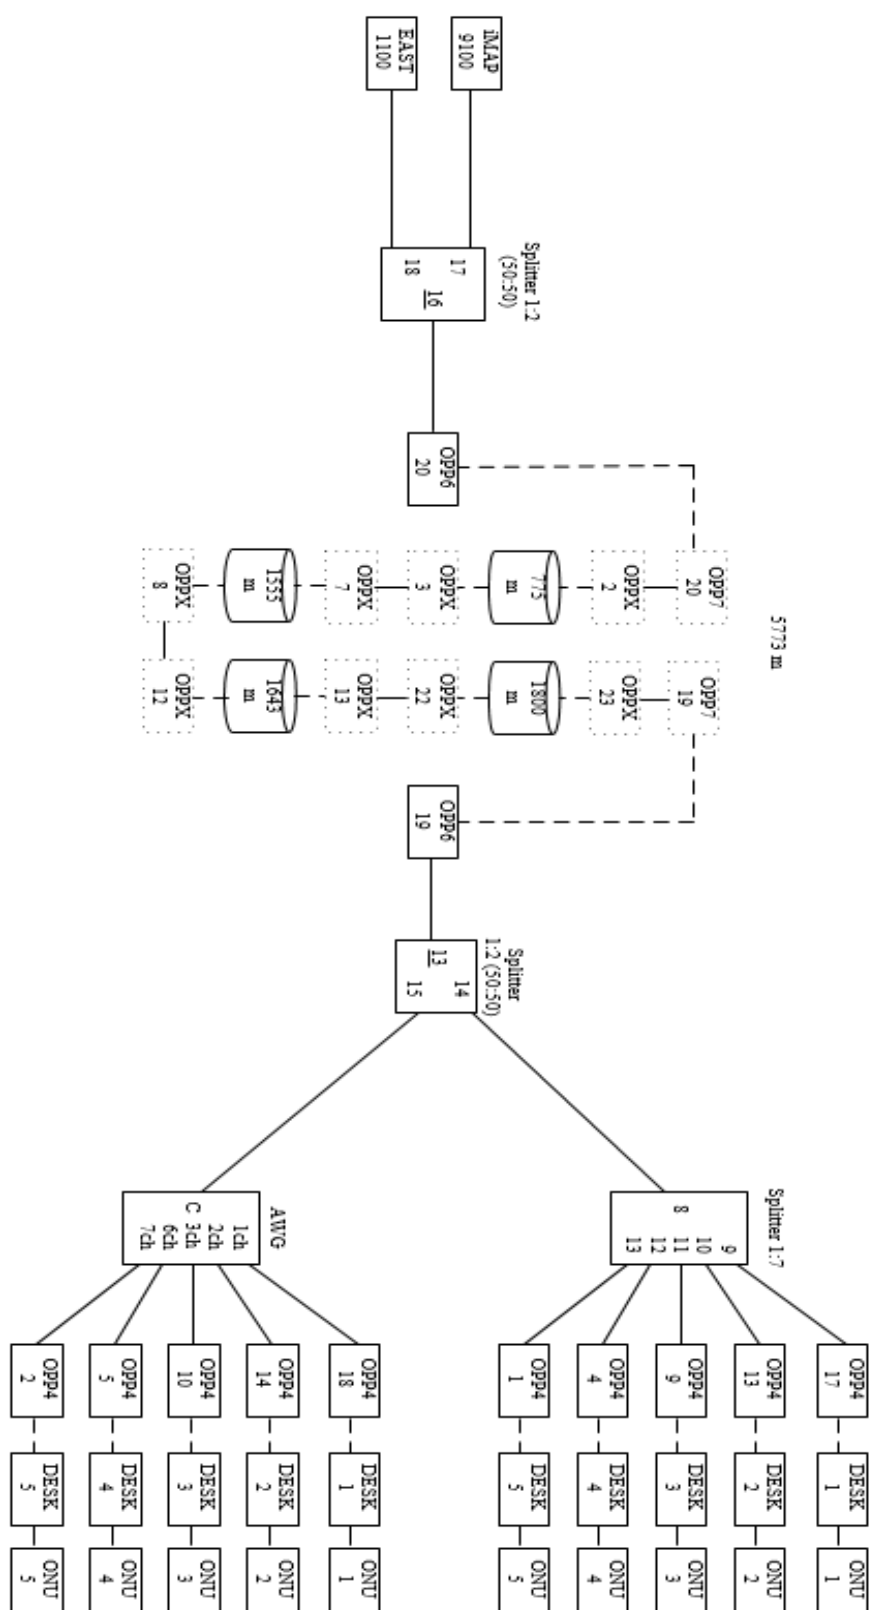 iMAP
9100
EAST
1100
Splitter 1:2
(50:50)
17
18
16
OPP6
20
5773 m
OPP7
20
OPPX
2
775
m
OPPX
3
OPPX
7
1555
m
OPPX
8
OPP7
19
OPPX
23
1800
m
OPPX
22
OPPX
13
1643
m
OPPX
12
OPP6
19
Splitter
1:2 (50:50)
13
14
15
Splitter 1:7
8
9
10
11
12
13
OPP4
17
DESK
1
ONU
1
OPP4
13
DESK
2
ONU
2
OPP4
9
DESK
3
ONU
3
OPP4
4
DESK
4
ONU
4
OPP4
1
DESK
5
ONU
5
AWG
1ch
2ch
C 3ch
6ch
7ch
OPP4
18
DESK
1
ONU
1
OPP4
14
DESK
2
ONU
2
OPP4
10
DESK
3
ONU
3
OPP4
5
DESK
4
ONU
4
OPP4
2
DESK
5
ONU
5